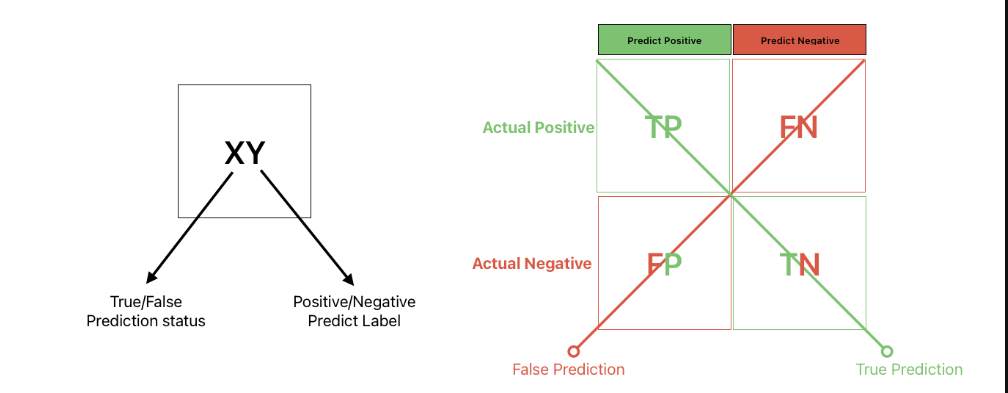 XY
True/False
Prediction status
Positive/Negative
Predict Label
Predict Positive
Predict Negative
Actual Positive
TP
FN
Actual Negative
FP
TN
False Prediction
True Prediction